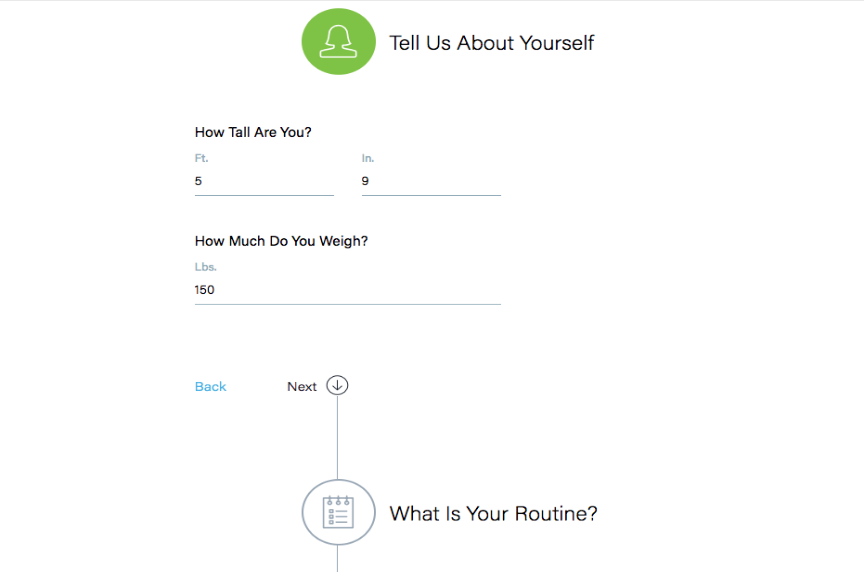 Tell Us About Yourself
How Tall Are You?
Ft. In.
5 9
How Much Do You Weigh?
Lbs.
150
Back Next
What Is Your Routine?